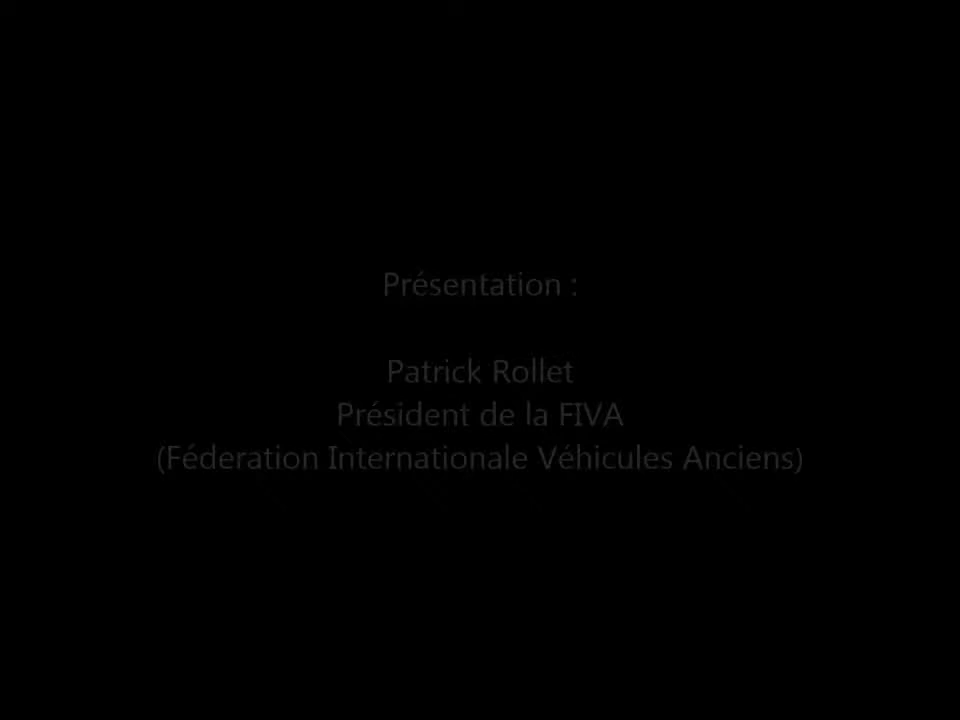 Présentation :
Patrick Rollet
Président de la FIVA
(Féderation Internationale Véhicules Anciens)